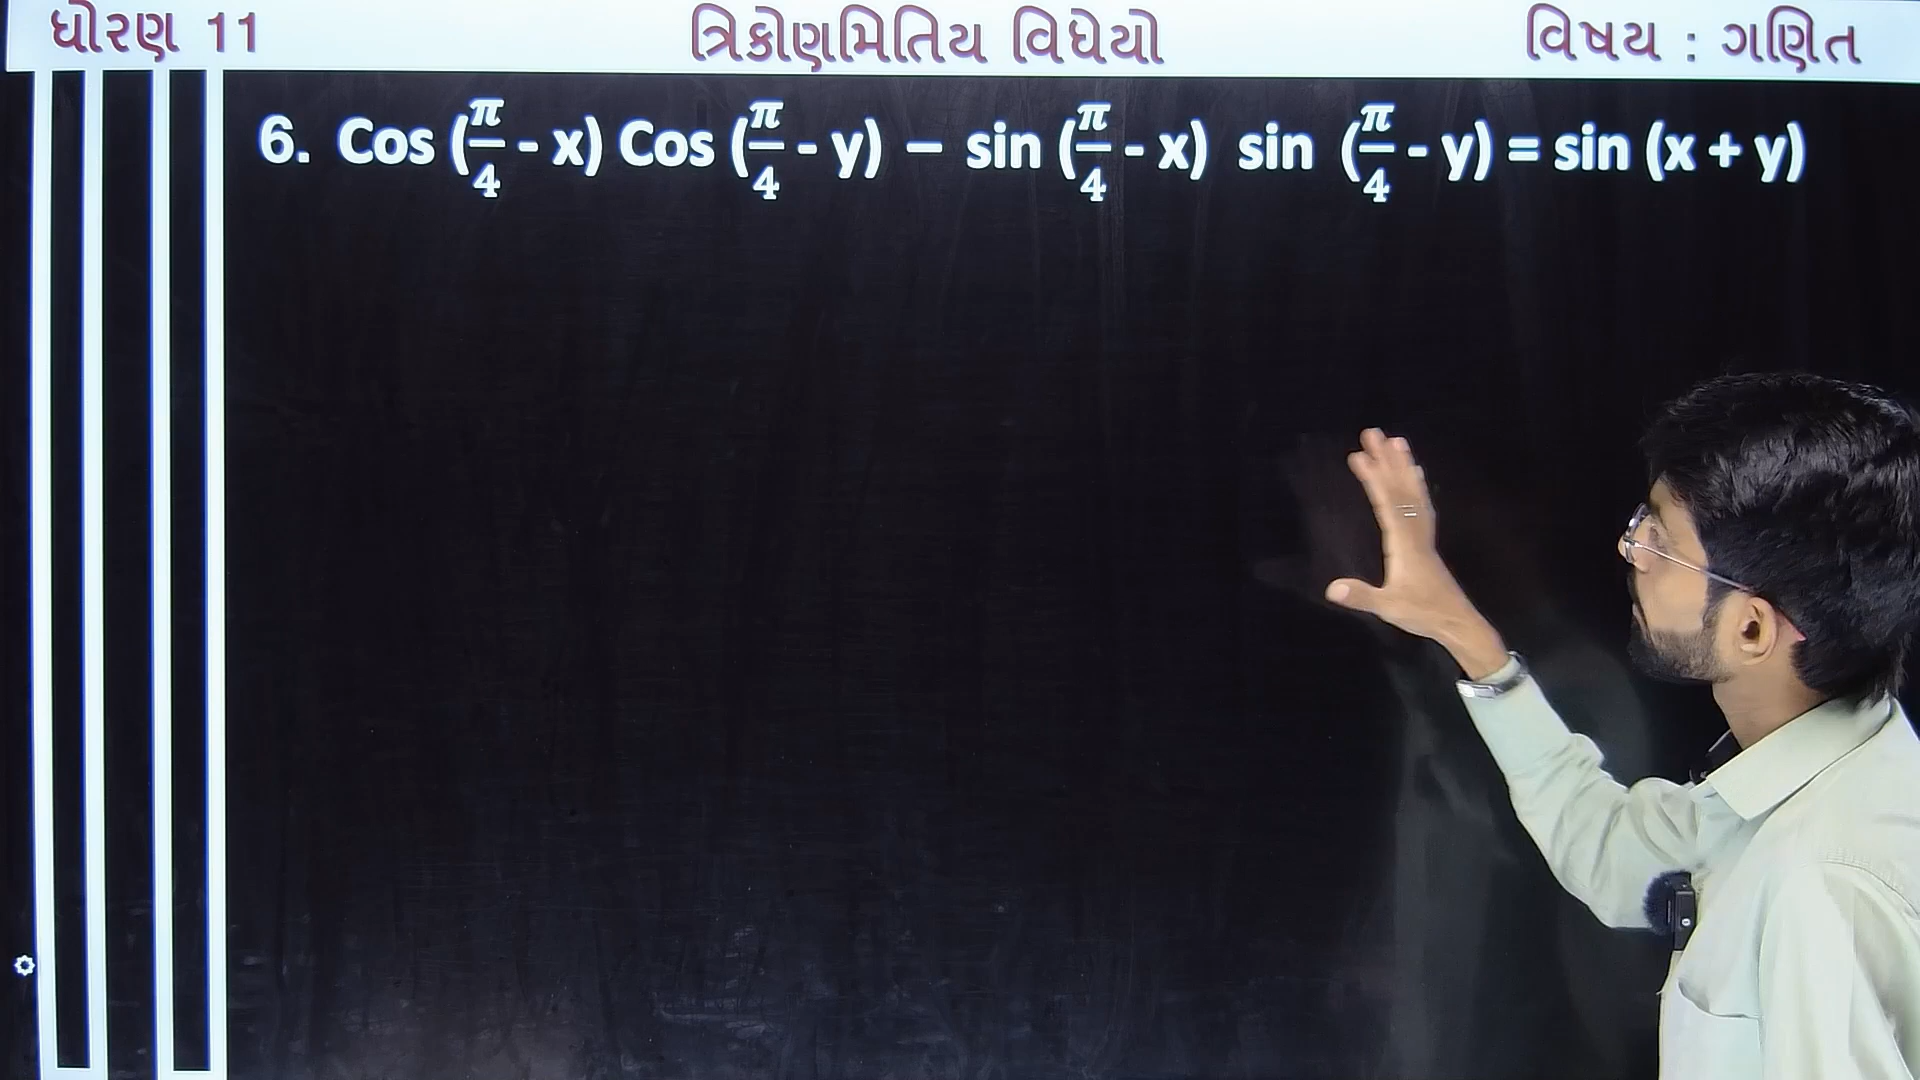 ધોરણ 11 ત્રિકોણમિતિય વિધેયો વિષય : ગણિત
6. Cos (π/4 - x) Cos (π/4 - y) – sin (π/4 - x) sin (π/4 - y) = sin (x + y)